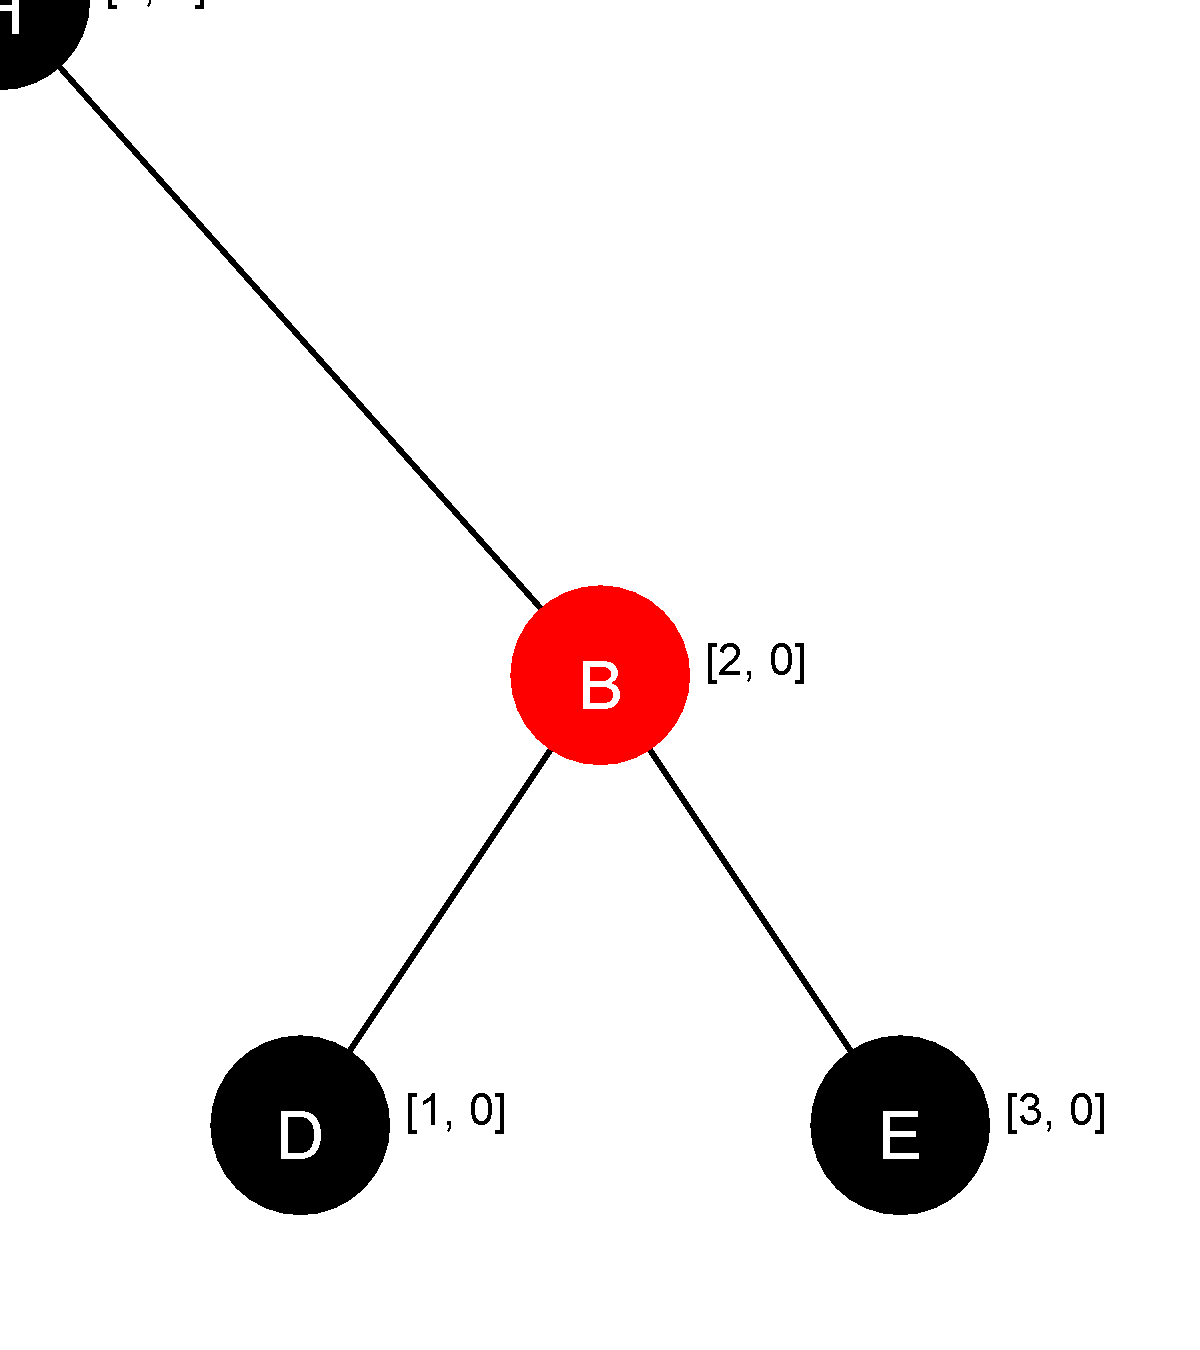 B
[2, 0]
D
[1, 0]
E
[3, 0]